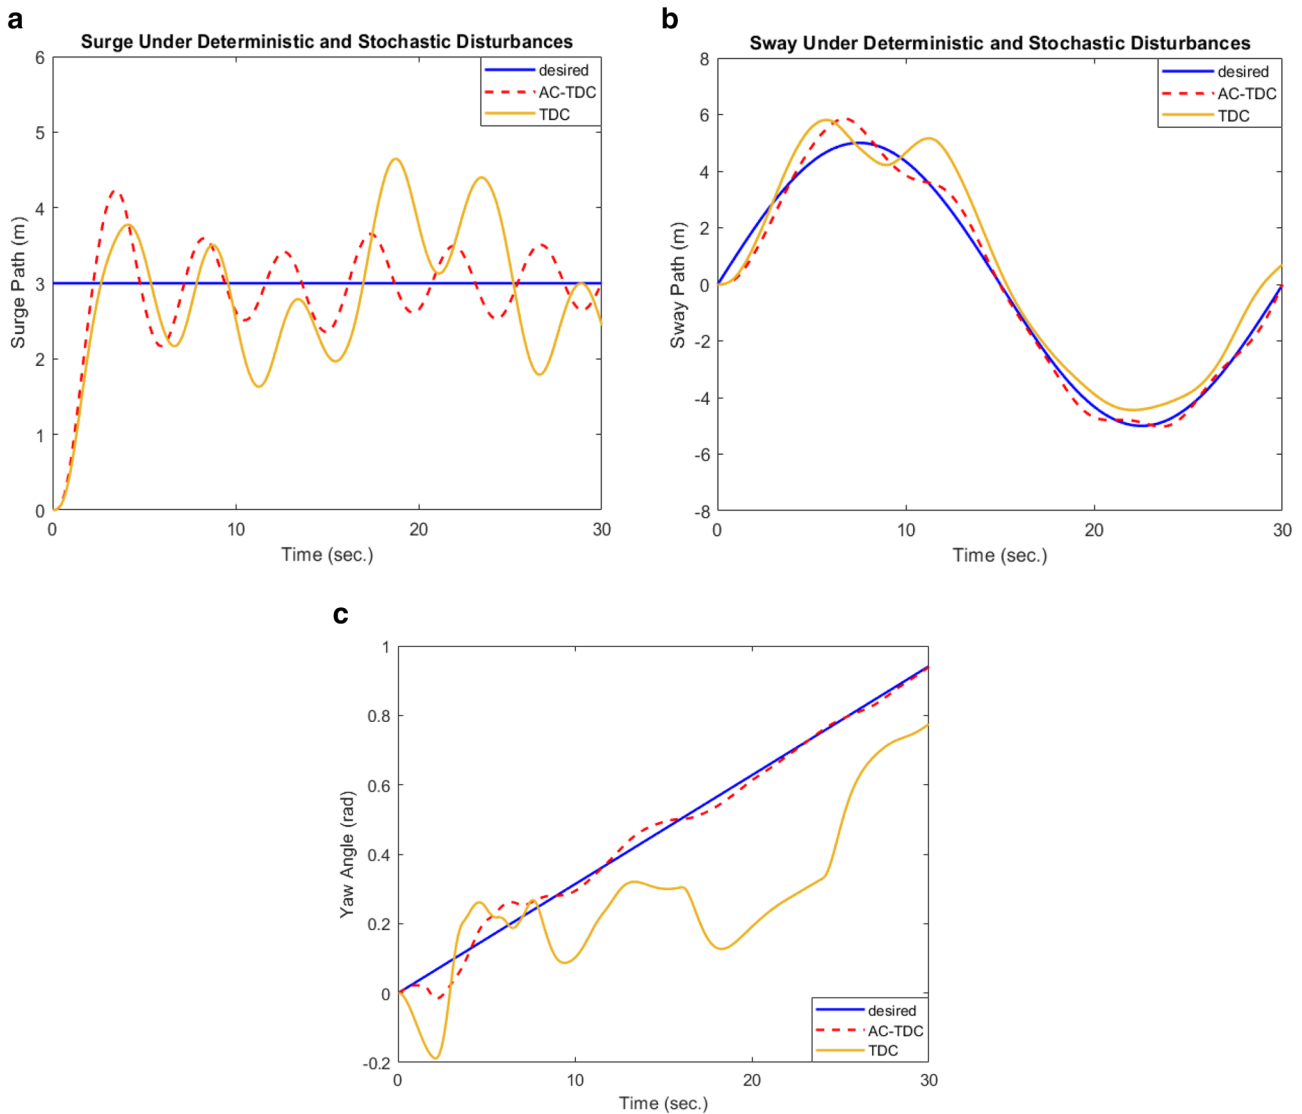 a
Surge Under Deterministic and Stochastic Disturbances
6
5
4
3
2
1
0
Surge Path (m)
desired
AC-TDC
TDC
0 10 20 30
Time (sec.)
b
Sway Under Deterministic and Stochastic Disturbances
8
6
4
2
0
-2
-4
-6
-8
Sway Path (m)
desired
AC-TDC
TDC
0 10 20 30
Time (sec.)
c
1
0.8
0.6
0.4
0.2
0
-0.2
Yaw Angle (rad)
desired
AC-TDC
TDC
0 10 20 30
Time (sec.)